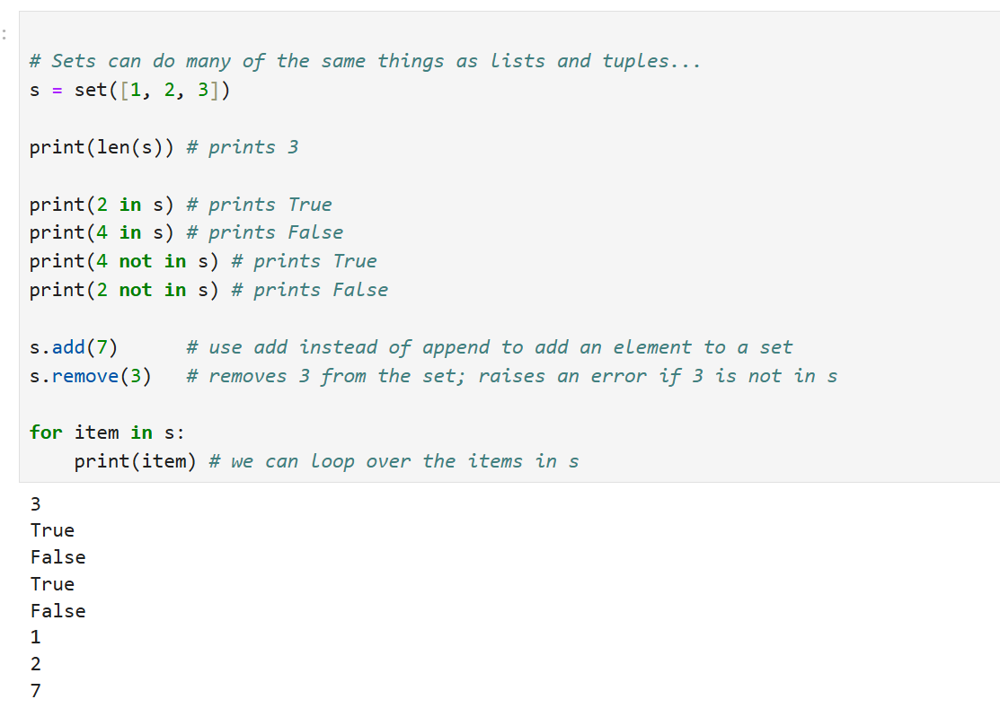 :
# Sets can do many of the same things as lists and tuples...
s = set([1, 2, 3])
print(len(s)) # prints 3
print(2 in s) # prints True
print(4 in s) # prints False
print(4 not in s) # prints True
print(2 not in s) # prints False
s.add(7)      # use add instead of append to add an element to a set
s.remove(3)   # removes 3 from the set; raises an error if 3 is not in s
for item in s:
    print(item) # we can loop over the items in s
3
True
False
True
False
1
2
7